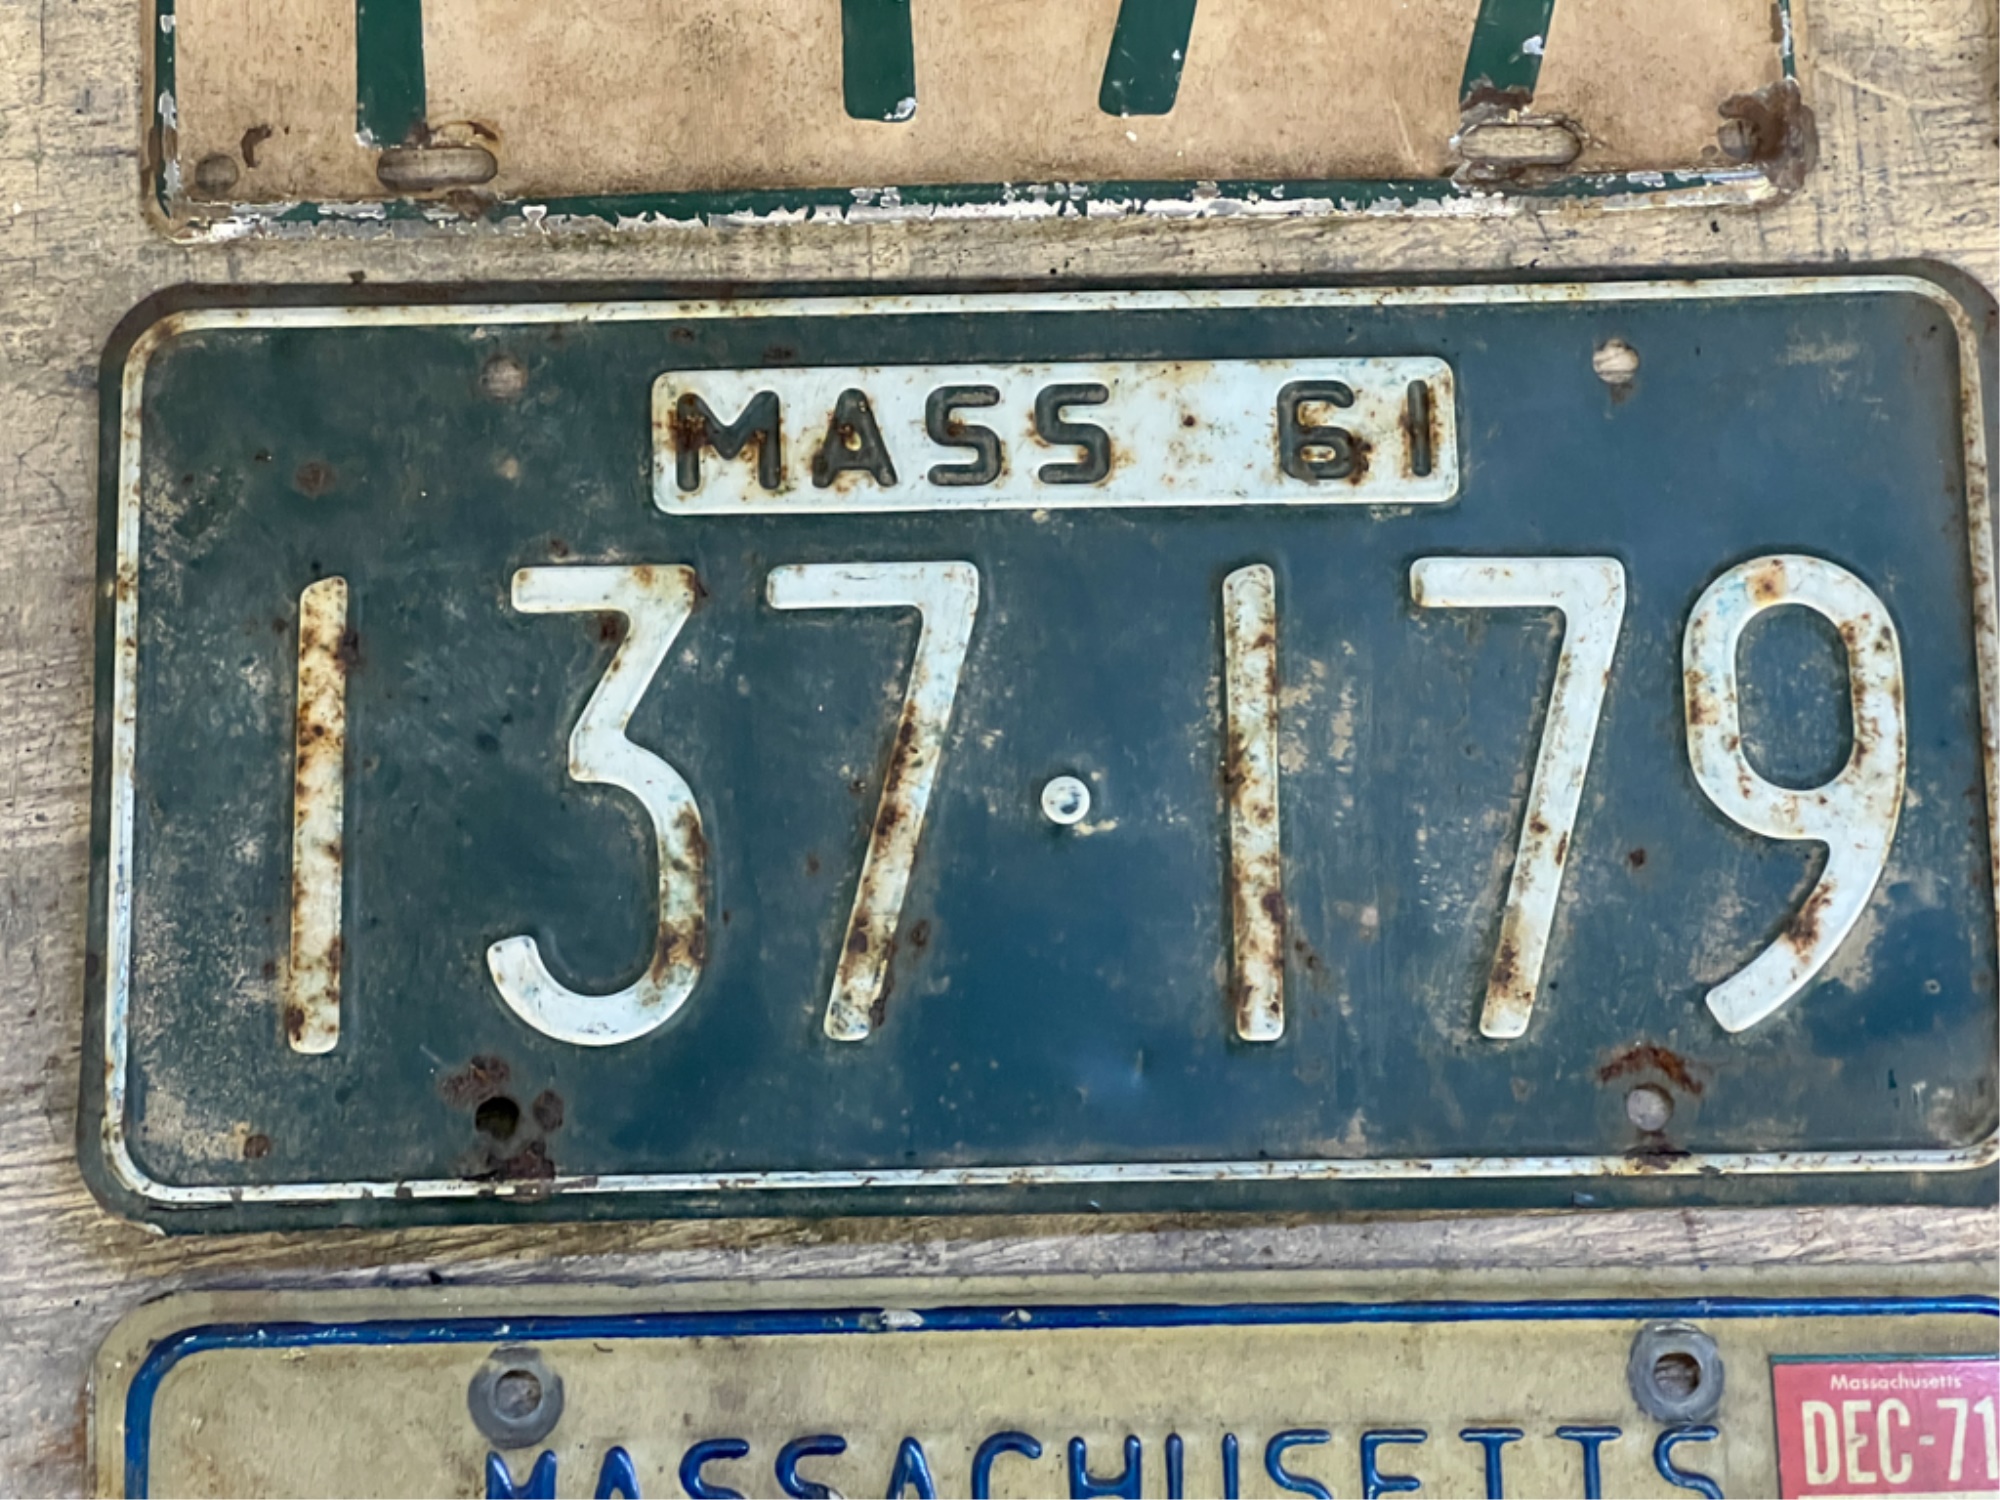 MASS 61
137·179
Massachusetts
DEC-71
MASSACHUSETTS